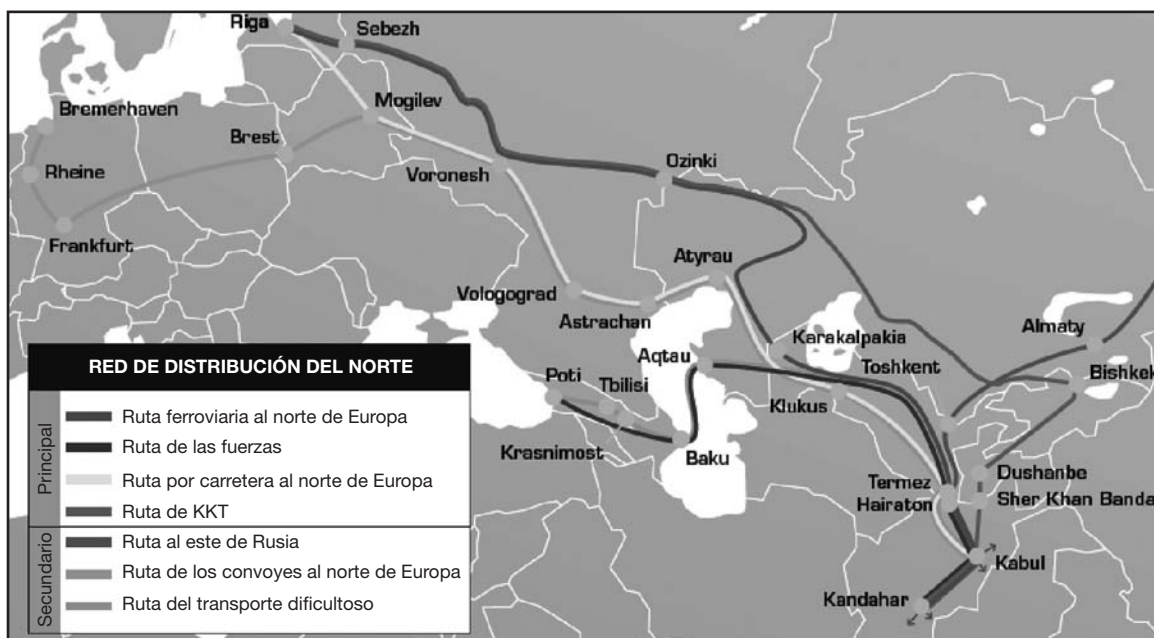 Riga
Sebezh
Bremerhaven
Mogilev
Brest
Rheine
Voronesh
Ozinki
Frankfurt
Atyrau
Vologograd
Astrachan
Almaty
Karakalpakia
RED DE DISTRIBUCIÓN DEL NORTE
Aqtau
Toshkent
Bishkek
Poti
Tbilisi
Klukus
Principal
Ruta ferroviaria al norte de Europa
Ruta de las fuerzas
Krasnimost
Baku
Ruta por carretera al norte de Europa
Dushanbe
Termez
Hairaton
Sher Khan Banda
Ruta de KKT
Secundario
Ruta al este de Rusia
Ruta de los convoyes al norte de Europa
Kabul
Ruta del transporte dificultoso
Kandahar